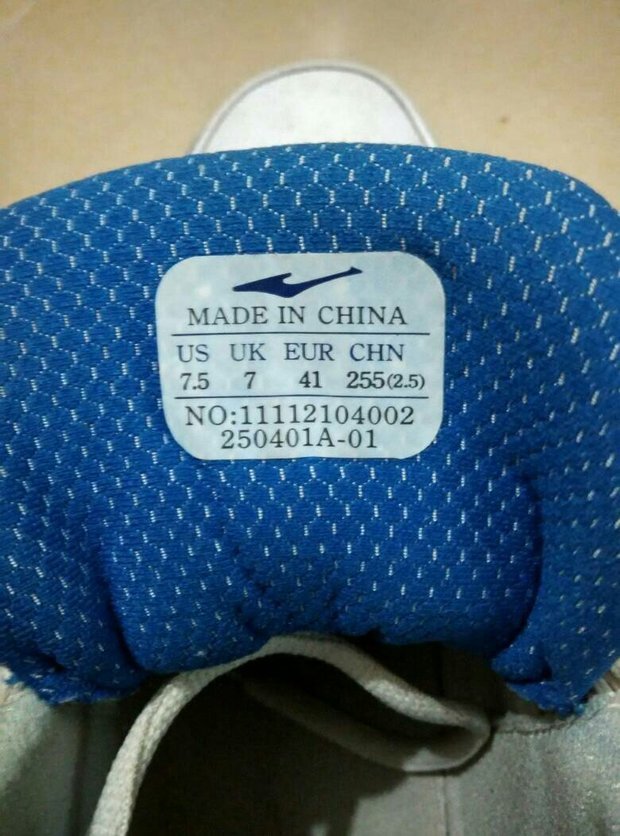 MADE IN CHINA
US UK EUR CHN
7.5 7 41 255(2.5)
NO:11112104002
250401A-01